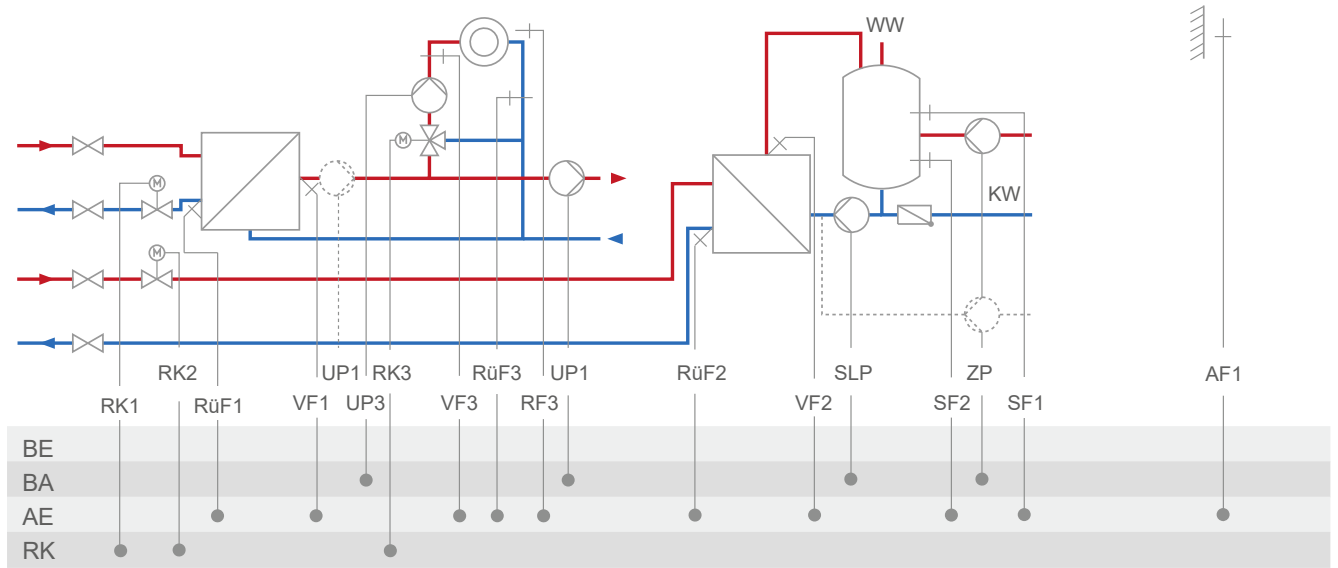 WW
M
M
KW
M
RK2 UP1 RK3 RüF3 UP1 RüF2 SLP ZP AF1
RK1 RüF1 VF1 UP3 VF3 RF3 VF2 SF2 SF1
BE
BA
AE
RK